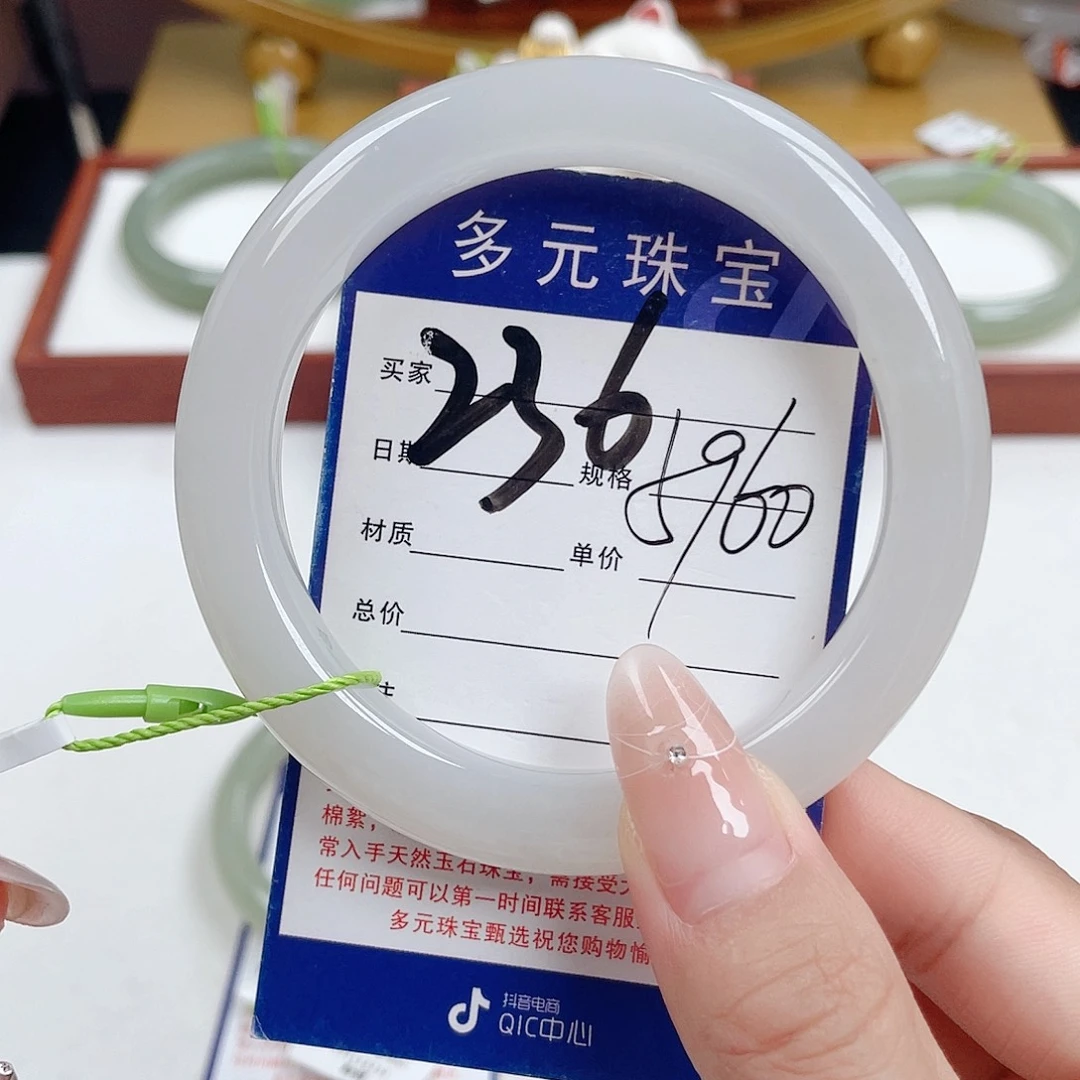 多元珠宝
买家 236
日期 规格
材质 单价
总价
棉絮，
常入手天然玉石珠宝，需接受
任何问题可以第一时间联系客服
多元珠宝甄选祝您购物愉
抖音电商
QIC中心